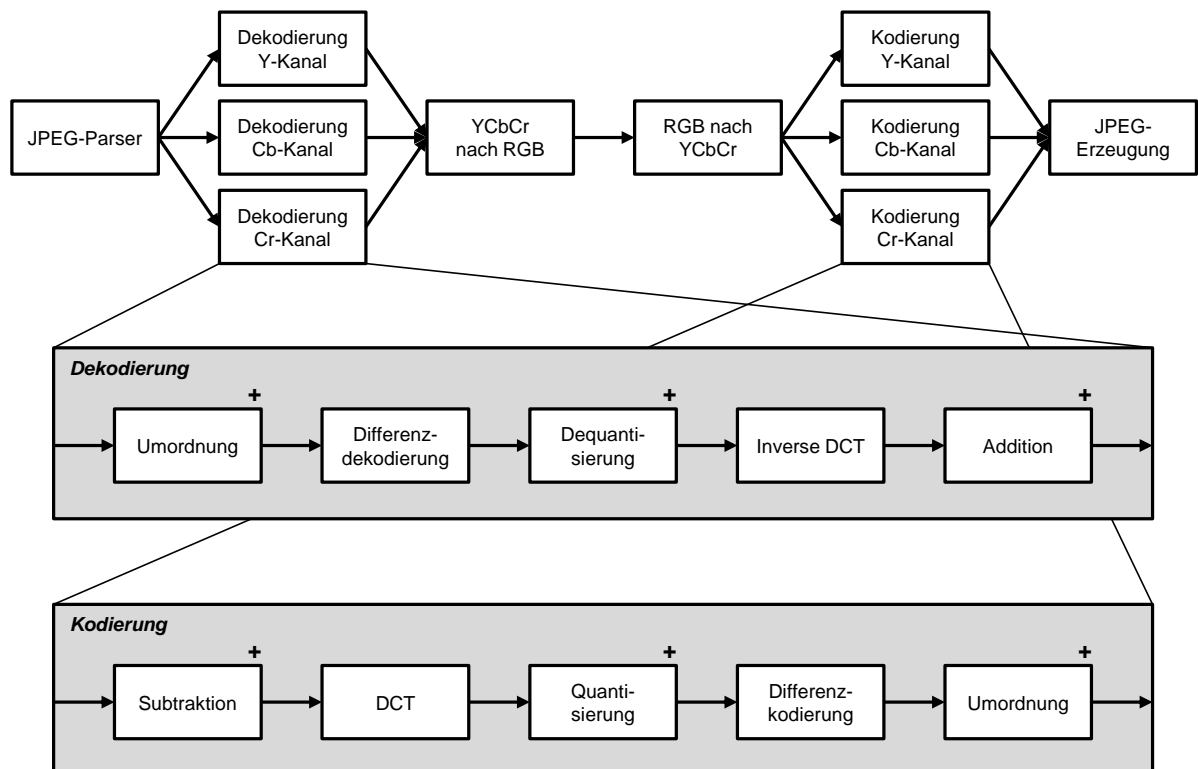 JPEG-Parser
Dekodierung
Y-Kanal
Dekodierung
Cb-Kanal
Dekodierung
Cr-Kanal
YCbCr
nach RGB
RGB nach
YCbCr
Kodierung
Y-Kanal
Kodierung
Cb-Kanal
Kodierung
Cr-Kanal
JPEG-
Erzeugung
Dekodierung
+
+
+
Umordnung
Differenz-
dekodierung
Dequanti-
sierung
Inverse DCT
Addition
Kodierung
+
+
+
Subtraktion
DCT
Quanti-
sierung
Differenz-
kodierung
Umordnung